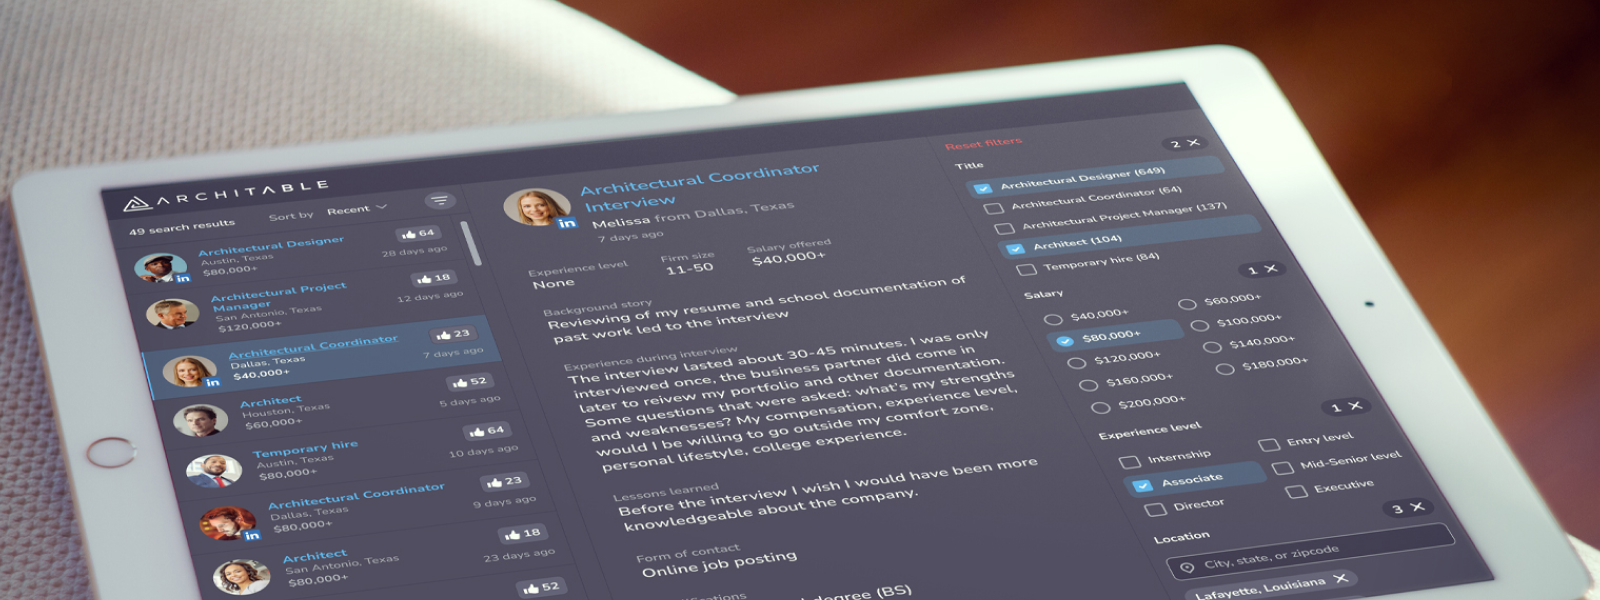 ARCHITABLE
49 search results
Sort by Recent
Architectural Designer
Austin, Texas
$80,000+
64
28 days ago
Architectural Project
Manager
San Antonio, Texas
$120,000+
18
12 days ago
Architectural Coordinator
Dallas, Texas
$40,000+
23
7 days ago
Architect
Houston, Texas
$60,000+
52
5 days ago
Temporary hire
Austin, Texas
$80,000+
64
10 days ago
Architectural Coordinator
Dallas, Texas
$80,000+
23
9 days ago
Architect
San Antonio, Texas
$80,000+
18
23 days ago
52
in
in
in
Architectural Coordinator
Interview
in
Melissa from Dallas, Texas
7 days ago
Experience level
None
Firm size
11-50
Salary offered
$40,000+
Background story
Reviewing of my resume and school documentation of
past work led to the interview
Experience during interview
The interview lasted about 30-45 minutes. I was only
interviewed once, the business partner did come in
later to reivew my portfolio and other documentation.
Some questions that were asked: what's my strengths
and weaknesses? My compensation, experience level,
would I be willing to go outside my comfort zone,
personal lifestyle, college experience.
Lessons learned
Before the interview I wish I would have been more
knowledgeable about the company.
Form of contact
Online job posting
degree (BS)
Reset filters
Title
2
Architectural Designer (649)
Architectural Coordinator (64)
Architectural Project Manager (137)
Architect (104)
Temporary hire (84)
Salary
1
$40,000+
$60,000+
$80,000+
$100,000+
$120,000+
$140,000+
$160,000+
$180,000+
$200,000+
Experience level
1
Internship
Entry level
Associate
Mid-Senior level
Director
Executive
Location
3
City, state, or zipcode
Lafayette, Louisiana